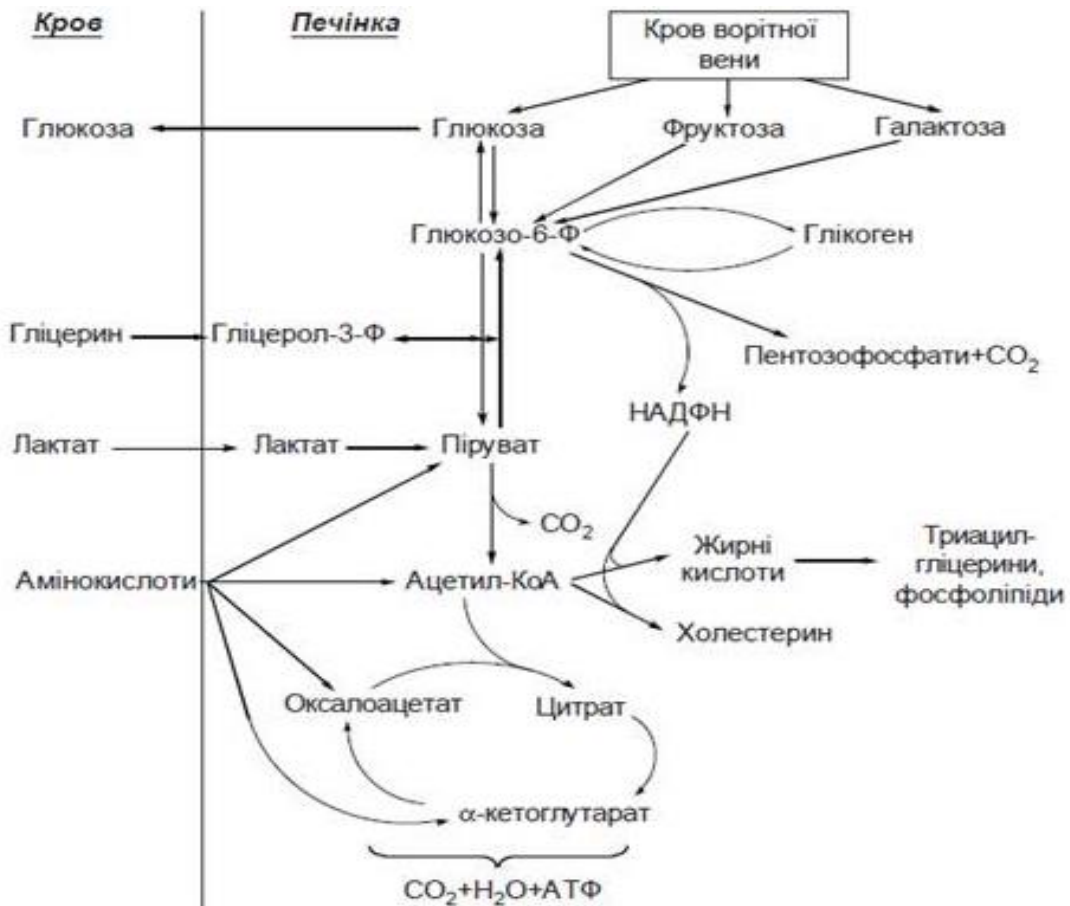 Кров
Печінка
Кров ворітної
вени
Глюкоза
Глюкоза
Фруктоза
Галактоза
Глюкозо-6-Ф
Глікоген
Гліцерин
Гліцерол-3-Ф
Пентозофосфати+CO₂
НАДФН
Лактат
Лактат
Піруват
CO₂
Амінокислоти
Ацетил-КоА
Жирні
кислоти
Триацил-
гліцерини,
фосфоліпіди
Холестерин
Оксалоацетат
Цитрат
α-кетоглутарат
CO₂+H₂O+АТФ